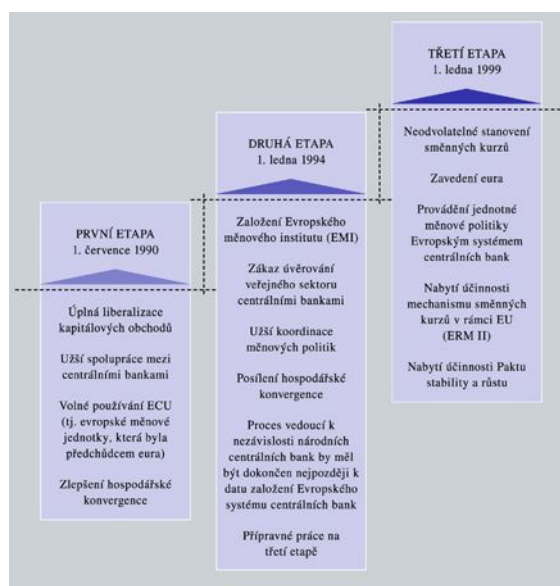 PRVNÍ ETAPA
1. července 1990
Úplná liberalizace
kapitálových obchodů
Užší spolupráce mezi
centrálními bankami
Volné používání ECU
(tj. evropské měnové
jednotky, která byla
předchůdcem eura)
Zlepšení hospodářské
konvergence
DRUHÁ ETAPA
1. ledna 1994
Založení Evropského
měnového institutu (EMI)
Zákaz úvěrování
veřejného sektoru
centrálními bankami
Užší koordinace
měnových politik
Posílení hospodářské
konvergence
Proces vedoucí k
nezávislosti národních
centrálních bank by měl
být dokončen nejpozději k
datu založení Evropského
systému centrálních bank
Přípravné práce na
třetí etapě
TŘETÍ ETAPA
1. ledna 1999
Neodvolatelné stanovení
směnných kurzů
Zavedení eura
Provádění jednotné
měnové politiky
Evropským systémem
centrálních bank
Nabytí účinnosti
mechanismu směnných
kurzů v rámci EU
(ERM II)
Nabytí účinnosti Paktu
stability a růstu